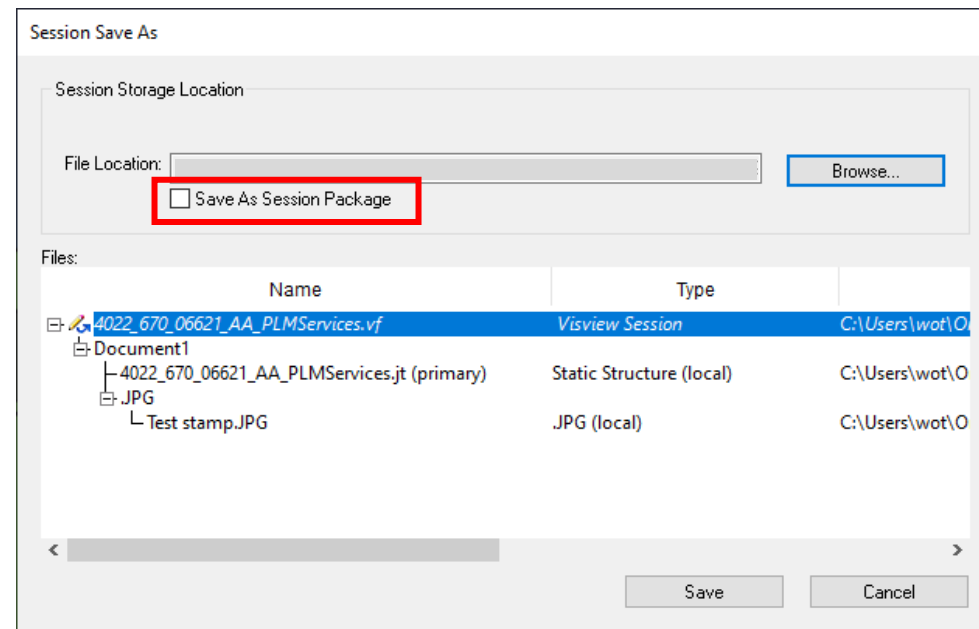 Session Save As
Session Storage Location
File Location:
Browse...
Save As Session Package
Files:
Name Type
4022_670_06621_AA_PLMServices.vf Visview Session C:\Users\wot\O
Document1
4022_670_06621_AA_PLMServices.jt (primary) Static Structure (local) C:\Users\wot\O
JPG
Test stamp.JPG .JPG (local) C:\Users\wot\O
Save Cancel